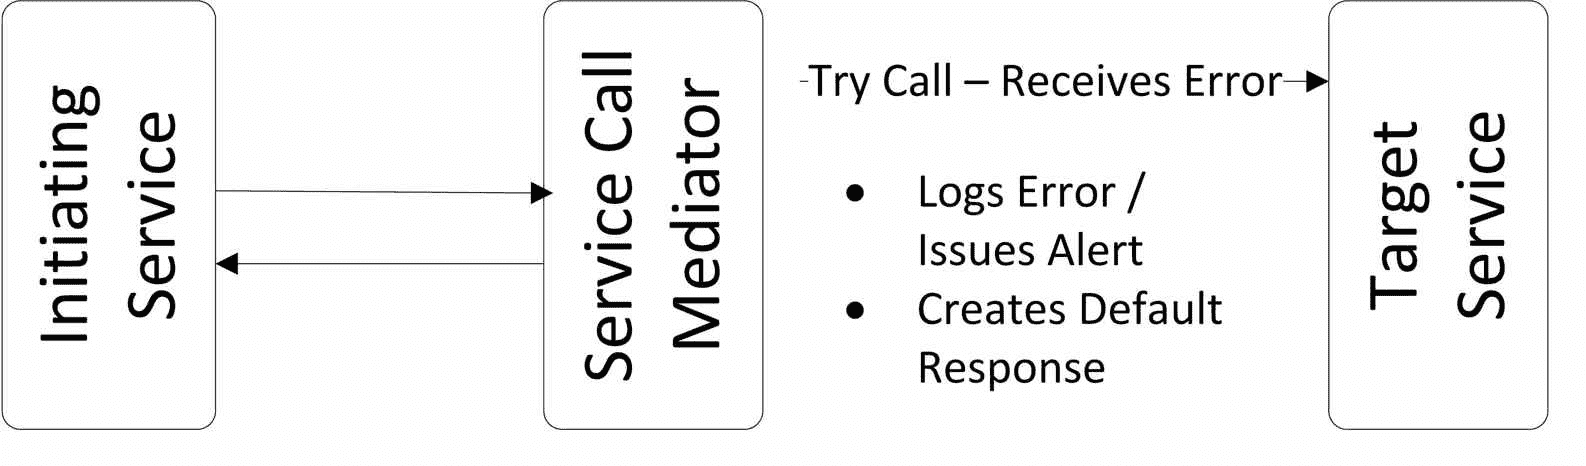 Initiating
Service
Service Call
Mediator
Try Call – Receives Error
• Logs Error /
Issues Alert
• Creates Default
Response
Target
Service